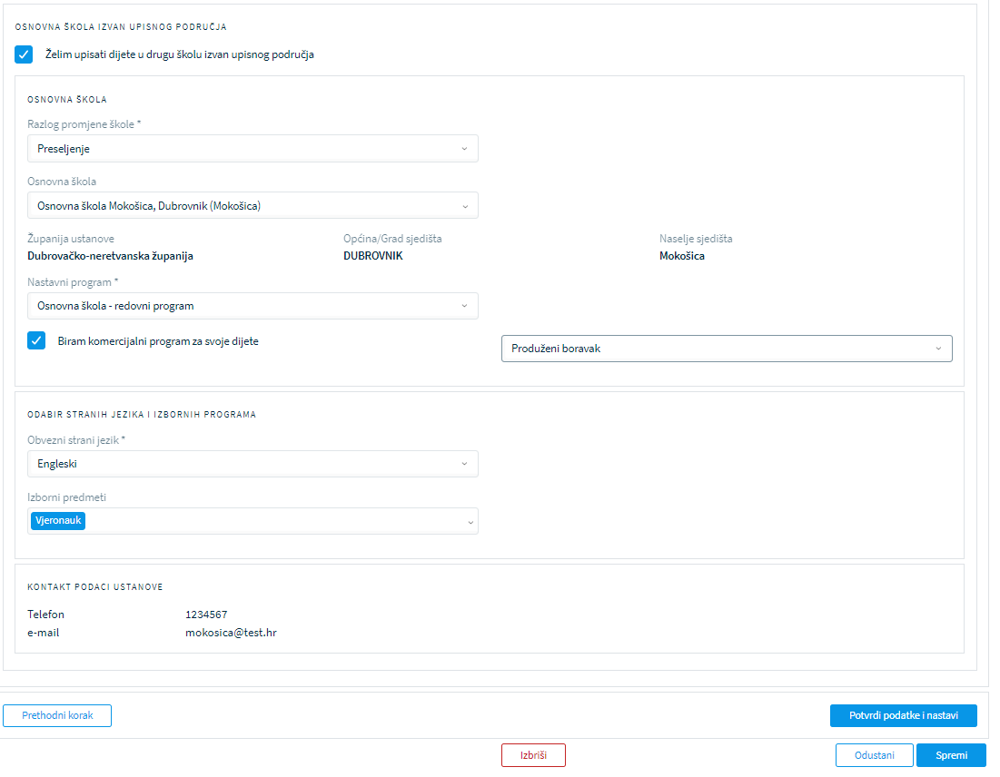 OSNOVNA ŠKOLA IZVAN UPISNOG PODRUČJA
Želim upisati dijete u drugu školu izvan upisnog područja
OSNOVNA ŠKOLA
Razlog promjene škole *
Preseljenje
Osnovna škola
Osnovna škola Mokošica, Dubrovnik (Mokošica)
Županija ustanove
Općina/Grad sjedišta
Naselje sjedišta
Dubrovačko-neretvanska županija
DUBROVNIK
Mokošica
Nastavni program *
Osnovna škola - redovni program
Biram komercijalni program za svoje dijete
Produženi boravak
ODABIR STRANIH JEZIKA I IZBORNIH PROGRAMA
Obvezni strani jezik *
Engleski
Izborni predmeti
Vjeronauk
KONTAKT PODACI USTANOVE
Telefon 1234567
e-mail mokosica@test.hr
Prethodni korak
Potvrdi podatke i nastavi
Izbriši
Odustani
Spremi